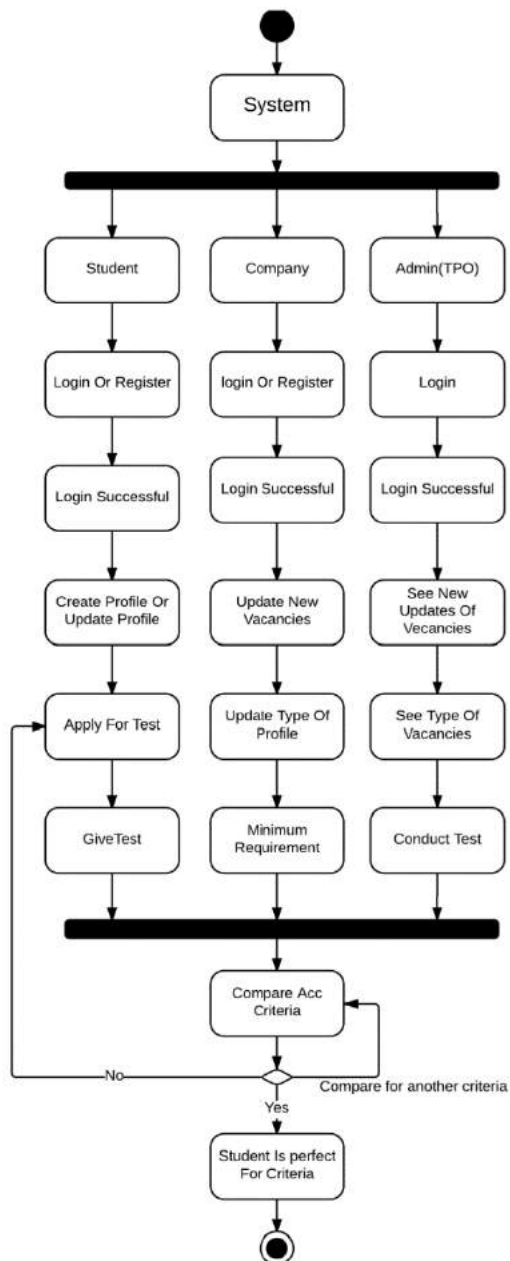 System
Student
Company
Admin(TPO)
Login Or Register
login Or Register
Login
Login Successful
Login Successful
Login Successful
Create Profile Or
Update Profile
Update New
Vacancies
See New
Updates Of
Vecancies
Apply For Test
Update Type Of
Profile
See Type Of
Vacancies
GiveTest
Minimum
Requirement
Conduct Test
Compare Acc
Criteria
No
Compare for another criteria
Yes
Student Is perfect
For Criteria